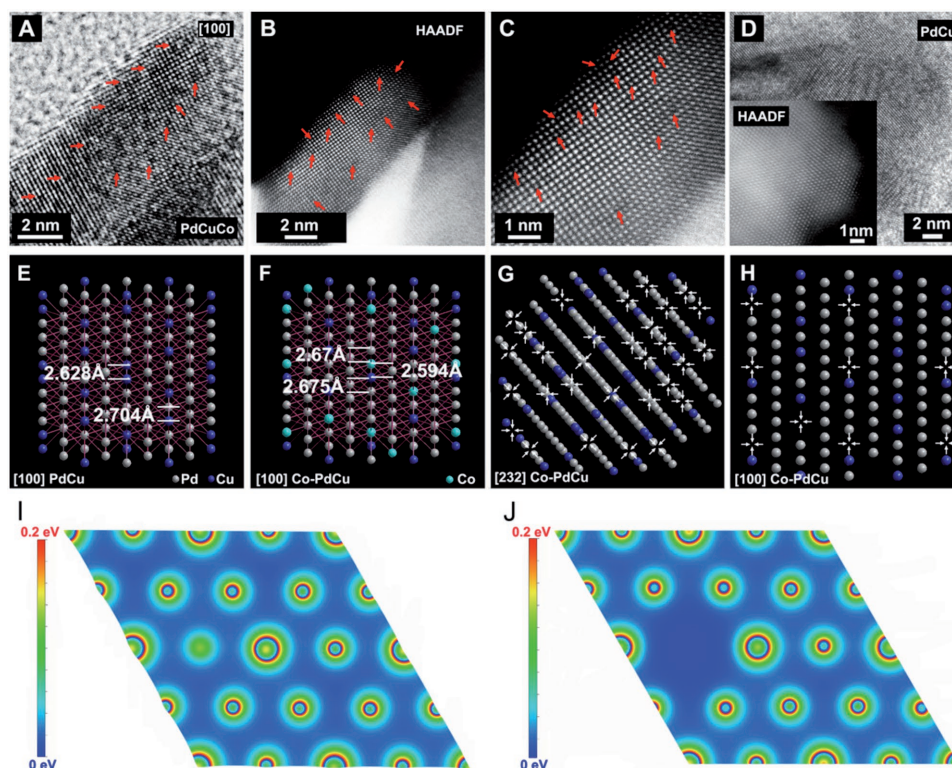 A
[100]
2 nm
PdCuCo
B
HAADF
2 nm
C
1 nm
D
PdCu
HAADF
1nm
2 nm
E
2.628Å
2.704Å
[100] PdCu
Pd
Cu
F
2.67Å
2.594Å
2.675Å
[100] Co-PdCu
Co
G
[232] Co-PdCu
H
[100] Co-PdCu
I
0.2 eV
0 eV
J
0.2 eV
0 eV